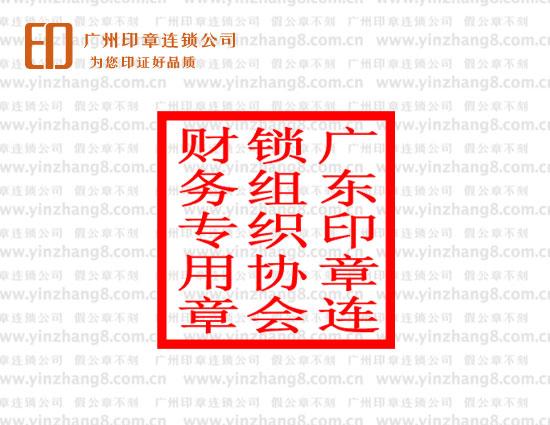 广州印章连锁公司
为您印证好品质
广东印章连
锁组织协会
财务专用章
广州印章连锁公司 假公章不刻
www.yinzhang8.com.cn